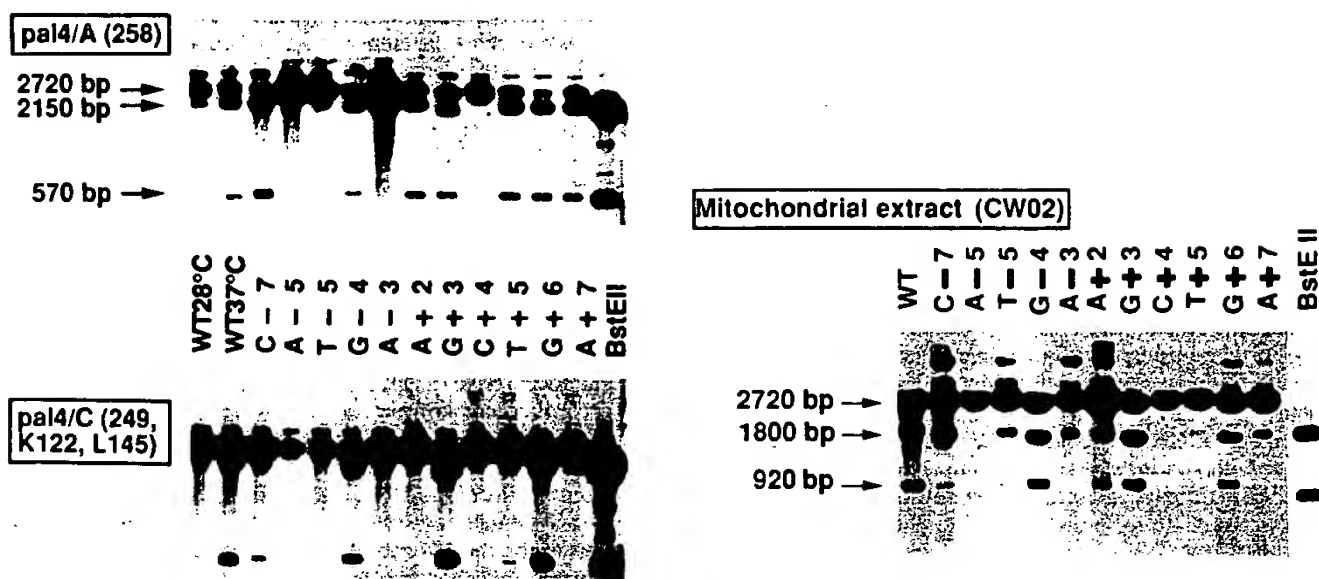 pal4/A (258)
2720 bp
2150 bp
570 bp
WT28°C
WT37°C
C – 7
A – 5
T – 5
G – 4
A – 3
A + 2
G + 3
C + 4
T + 5
G + 6
A + 7
BstEII
pal4/C (249,
K122, L145)
Mitochondrial extract (CW02)
WT
C – 7
A – 5
T – 5
G – 4
A – 3
A + 2
G + 3
C + 4
T + 5
G + 6
A + 7
BstE II
2720 bp
1800 bp
920 bp